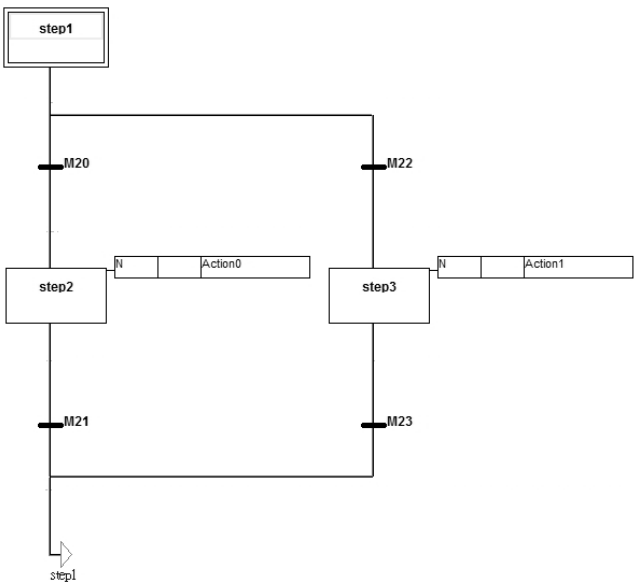 step1
M20
M22
N
Action0
N
Action1
step2
step3
M21
M23
step1